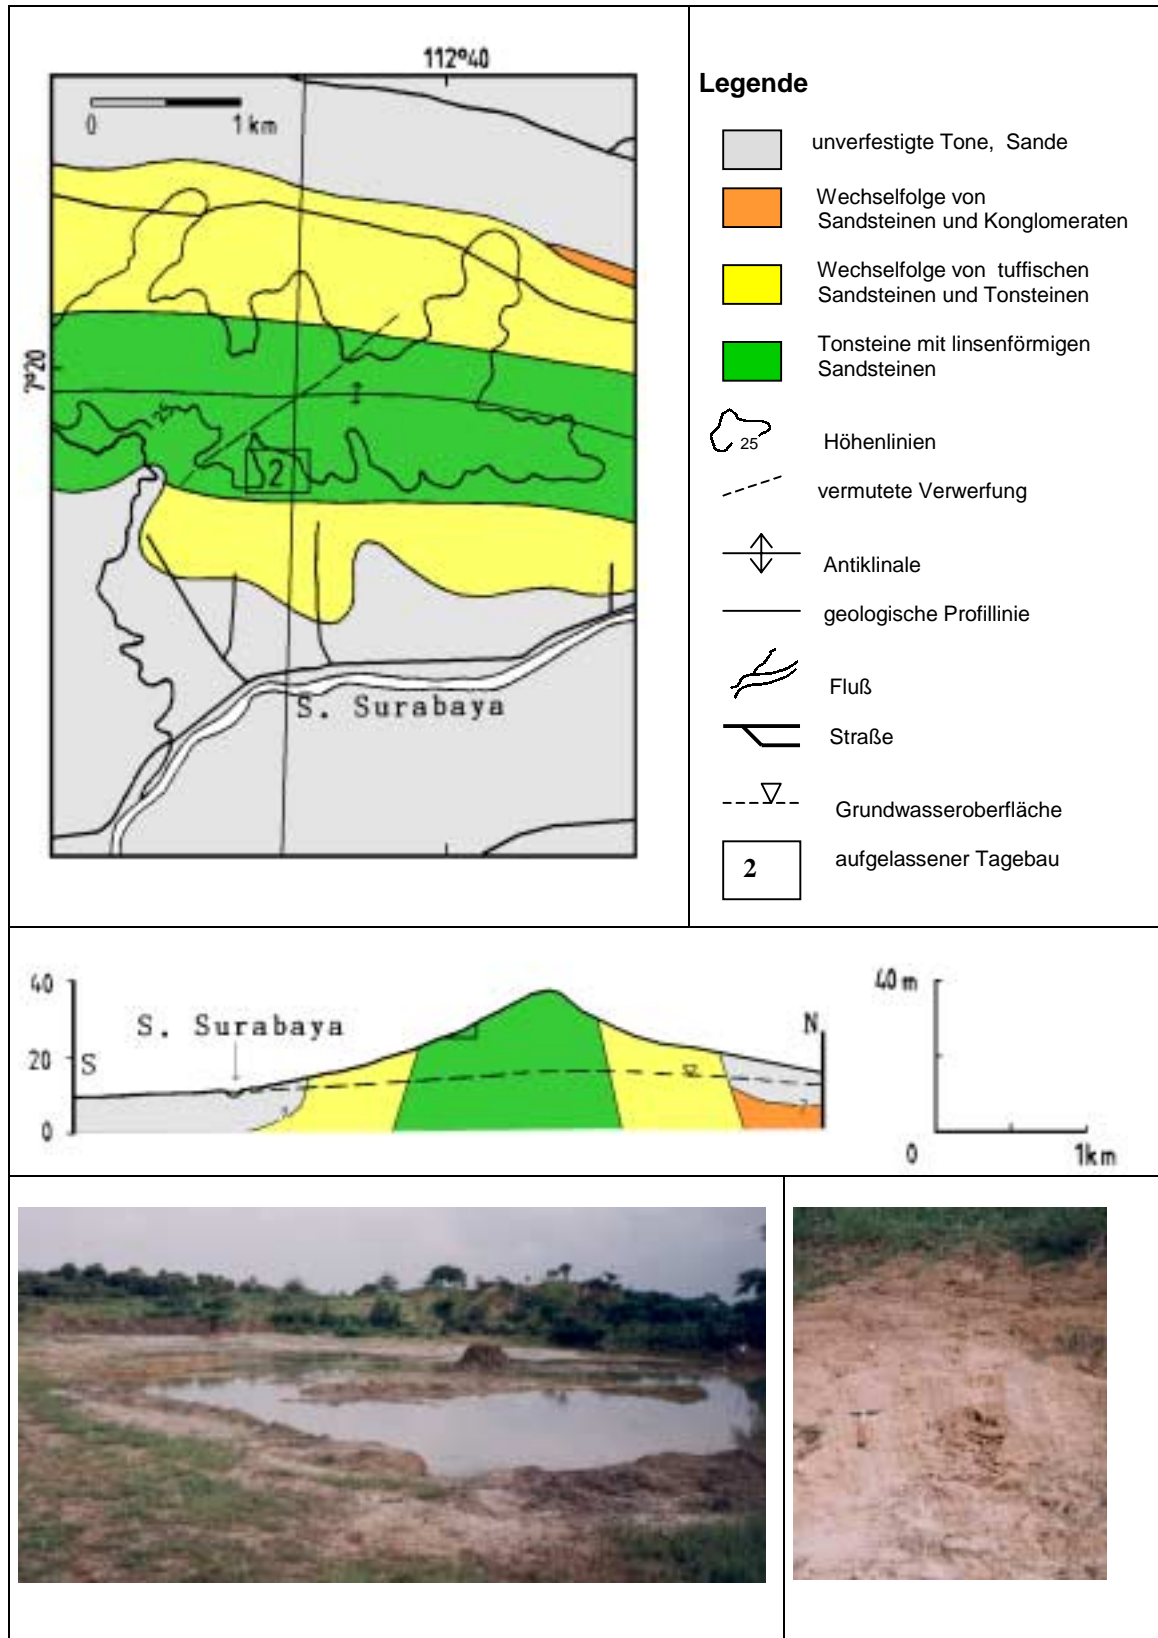 112°40
0 1 km
7°20
25
2
S. Surabaya
Legende
unverfestigte Tone, Sande
Wechselfolge von
Sandsteinen und Konglomeraten
Wechselfolge von tuffischen
Sandsteinen und Tonsteinen
Tonsteine mit linsenförmigen
Sandsteinen
25
Höhenlinien
vermutete Verwerfung
Antiklinale
geologische Profillinie
Fluß
Straße
Grundwasseroberfläche
2
aufgelassener Tagebau
40
S. Surabaya
N
20
S
?
?
0
40 m
0 1km